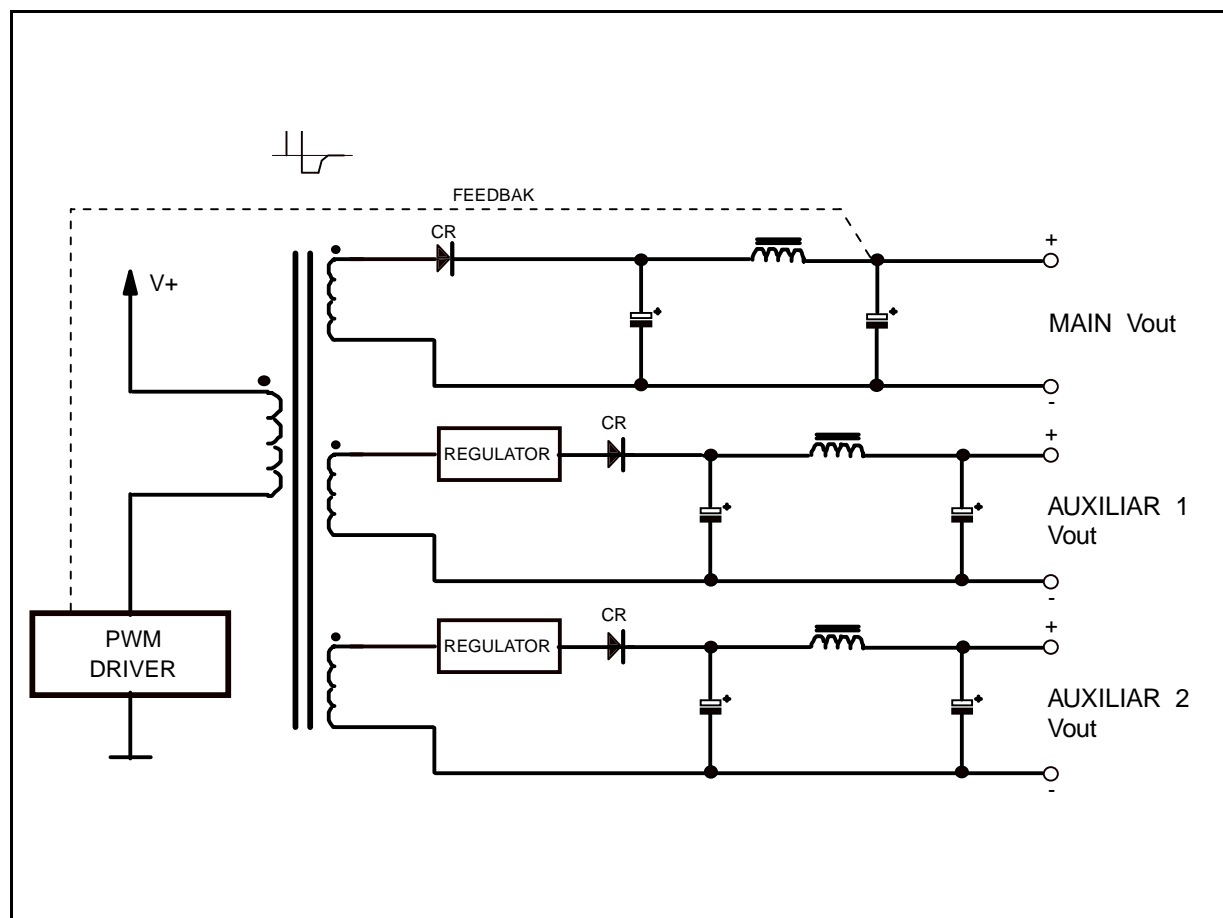 FEEDBAK
CR
+
V+
MAIN Vout
-
CR
+
REGULATOR
AUXILIAR 1
Vout
-
CR
+
PWM
DRIVER
REGULATOR
AUXILIAR 2
Vout
-